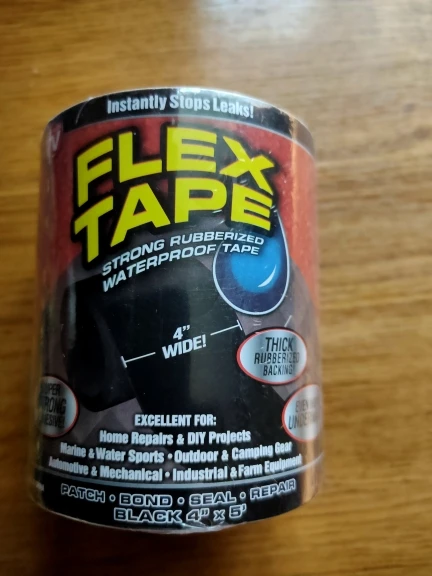 Instantly Stops Leaks!
FLEX
TAPE
STRONG RUBBERIZED
WATERPROOF TAPE
4"
WIDE!
THICK
RUBBERIZED
BACKING
STRONG
EXCELLENT FOR:
Home Repairs & DIY Projects
Marine & Water Sports • Outdoor & Camping Gear
Automotive & Mechanical • Industrial & Farm Equipment
PATCH • BOND • SEAL • REPAIR
BLACK 4" x 5'